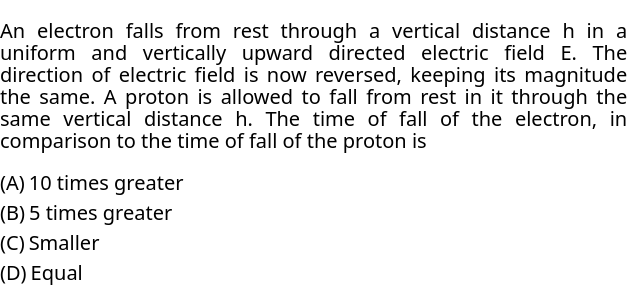 An electron falls from rest through a vertical distance h in a
uniform and vertically upward directed electric field E. The
direction of electric field is now reversed, keeping its magnitude
the same. A proton is allowed to fall from rest in it through the
same vertical distance h. The time of fall of the electron, in
comparison to the time of fall of the proton is
(A) 10 times greater
(B) 5 times greater
(C) Smaller
(D) Equal